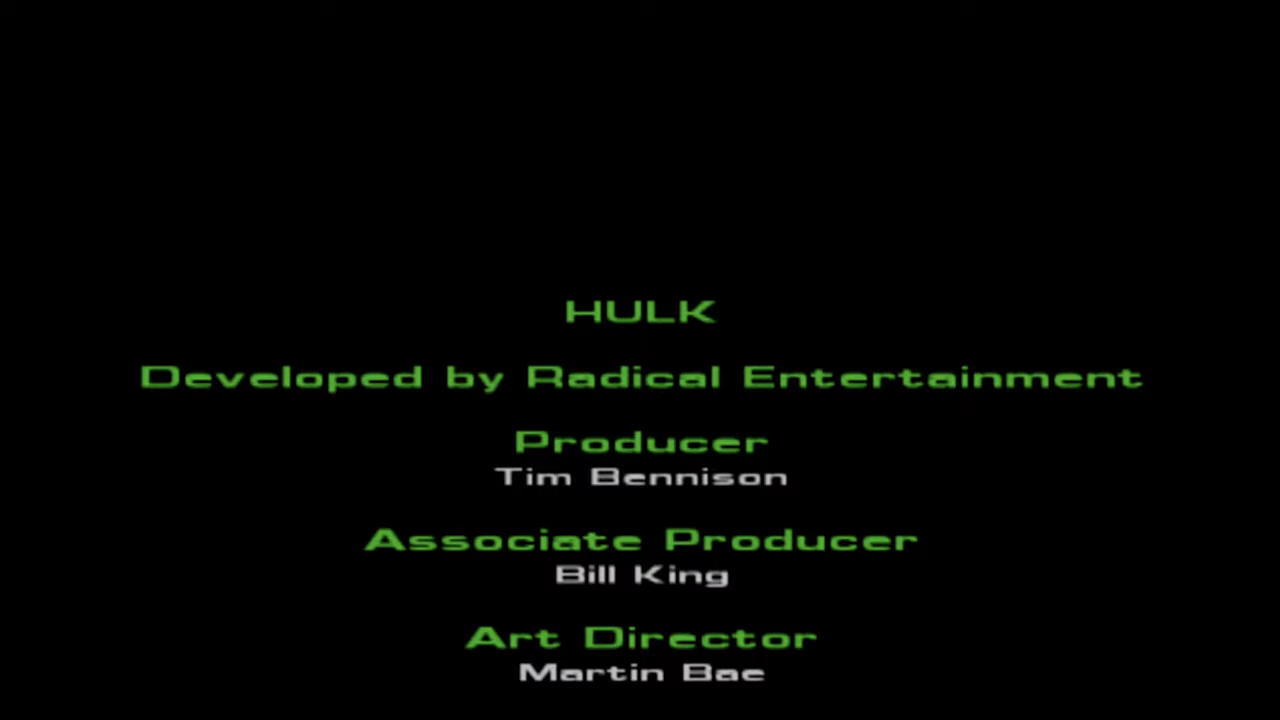 HULK
Developed by Radical Entertainment
Producer
Tim Bennison
Associate Producer
Bill King
Art Director
Martin Bae